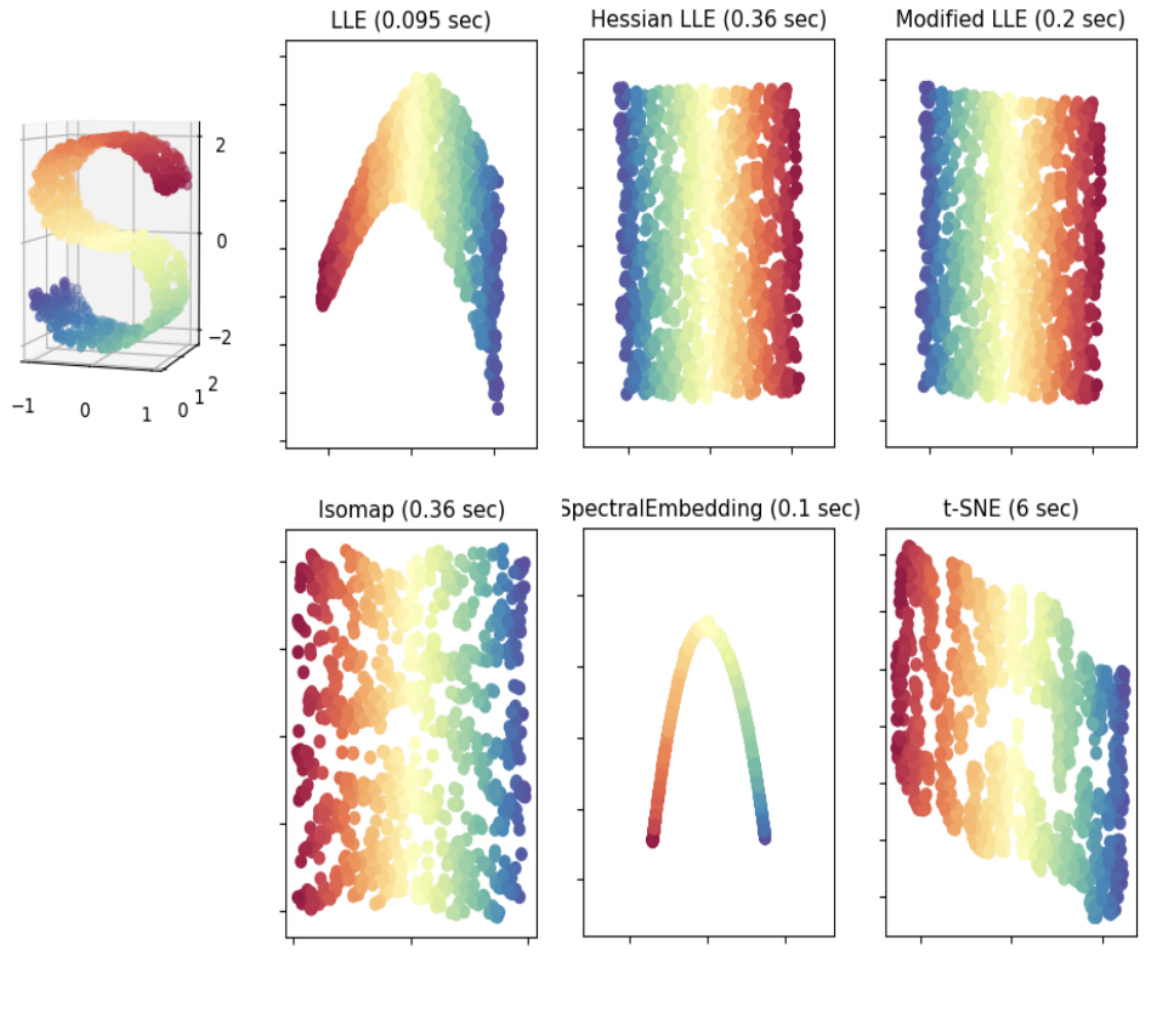 LLE (0.095 sec)
Hessian LLE (0.36 sec)
Modified LLE (0.2 sec)
2
0
−2
−1
0
1
0
1
2
Isomap (0.36 sec)
SpectralEmbedding (0.1 sec)
t-SNE (6 sec)